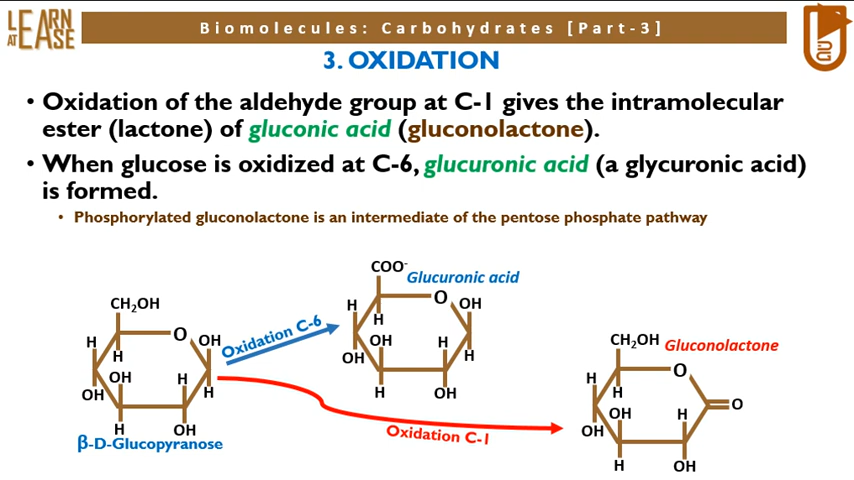 LEARN
AT EASE
Biomolecules: Carbohydrates [Part-3]
3. OXIDATION
• Oxidation of the aldehyde group at C-1 gives the intramolecular
ester (lactone) of gluconic acid (gluconolactone).
• When glucose is oxidized at C-6, glucuronic acid (a glycuronic acid)
is formed.
• Phosphorylated gluconolactone is an intermediate of the pentose phosphate pathway
COO⁻
Glucuronic acid
O
H
OH
H
OH
H
OH
H
H
OH
CH₂OH
O
H
OH
H
OH
H
OH
H
H
OH
β-D-Glucopyranose
Oxidation C-6
Oxidation C-1
CH₂OH
Gluconolactone
O
H
H
OH
H
O
OH
H
OH